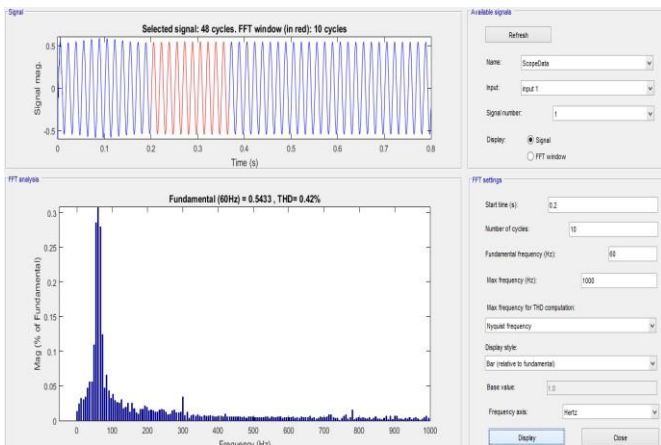 Signal
Selected signal: 48 cycles. FFT window (in red): 10 cycles
0.5
0
-0.5
Signal mag.
0 0.1 0.2 0.3 0.4 0.5 0.6 0.7 0.8
Time (s)
FFT analysis
Fundamental (60Hz) = 0.5433 , THD= 0.42%
0.3
0.25
0.2
0.15
0.1
0.05
0
Mag (% of Fundamental)
0 100 200 300 400 500 600 700 800 900 1000
Frequency (Hz)
Available signals
Refresh
Name: ScopeData
Input: input 1
Signal number: 1
Display: Signal
FFT window
FFT settings
Start time (s): 0.2
Number of cycles: 10
Fundamental frequency (Hz): 60
Max frequency (Hz): 1000
Max frequency for THD computation:
Nyquist frequency
Display style:
Bar (relative to fundamental)
Base value: 1.0
Frequency axis: Hertz
Display Close